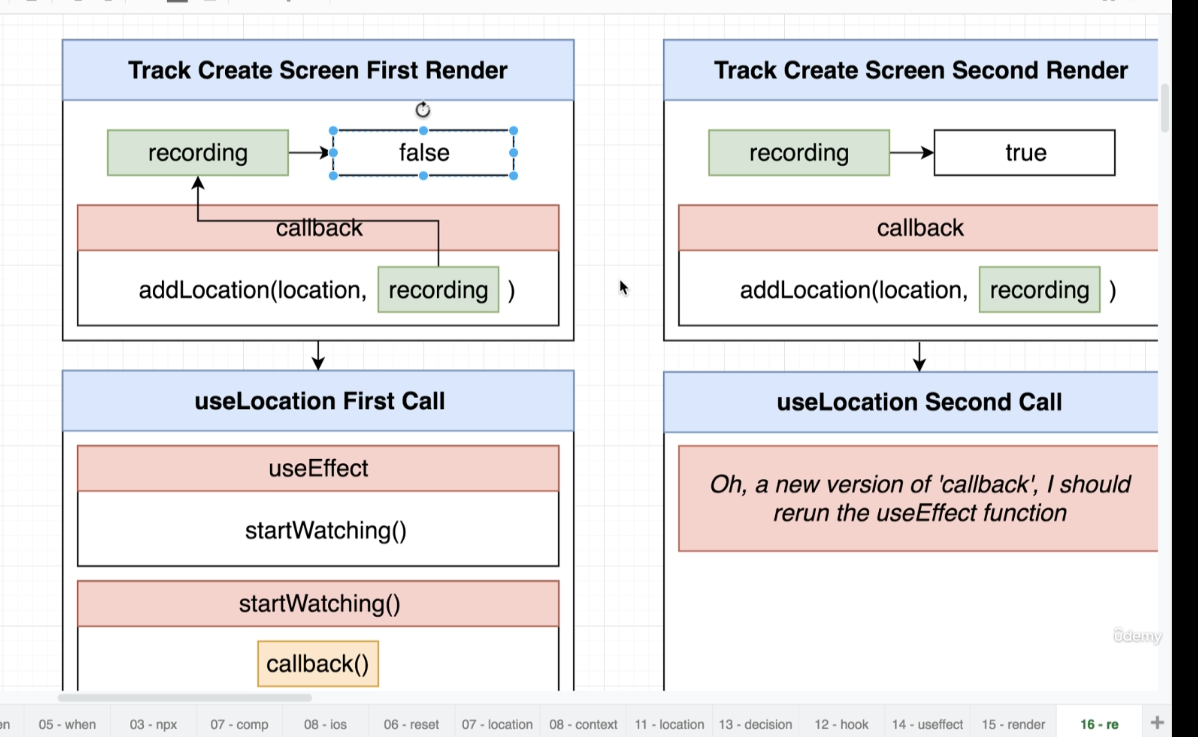 Track Create Screen First Render
Track Create Screen Second Render
recording
false
recording
true
callback
callback
addLocation(location, recording )
addLocation(location, recording )
useLocation First Call
useLocation Second Call
useEffect
Oh, a new version of 'callback', I should
rerun the useEffect function
startWatching()
startWatching()
callback()
ûdemy
en 05 - when 03 - npx 07 - comp 08 - ios 06 - reset 07 - location 08 - context 11 - location 13 - decision 12 - hook 14 - useffect 15 - render 16 - re +